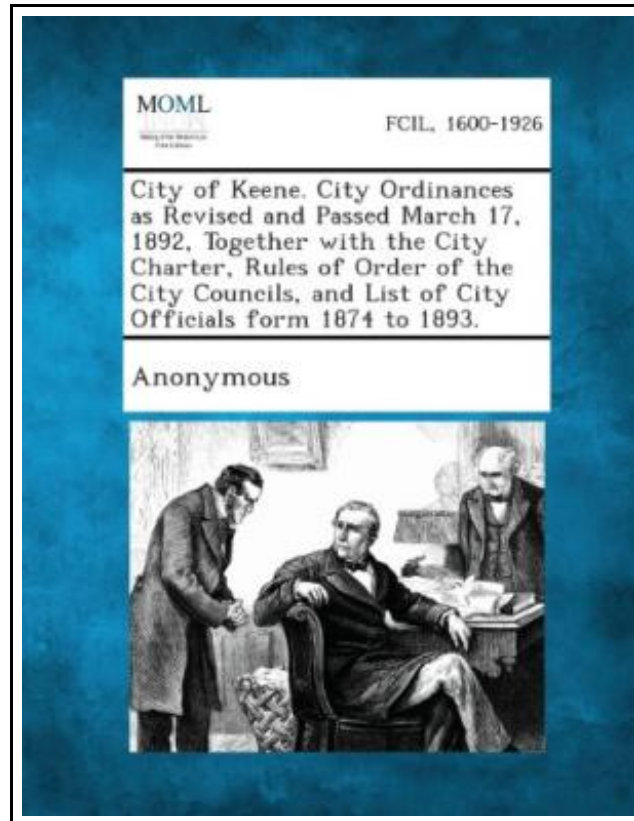 MOML
FCIL, 1600-1926
City of Keene. City Ordinances
as Revised and Passed March 17,
1892, Together with the City
Charter, Rules of Order of the
City Councils, and List of City
Officials form 1874 to 1893.
Anonymous